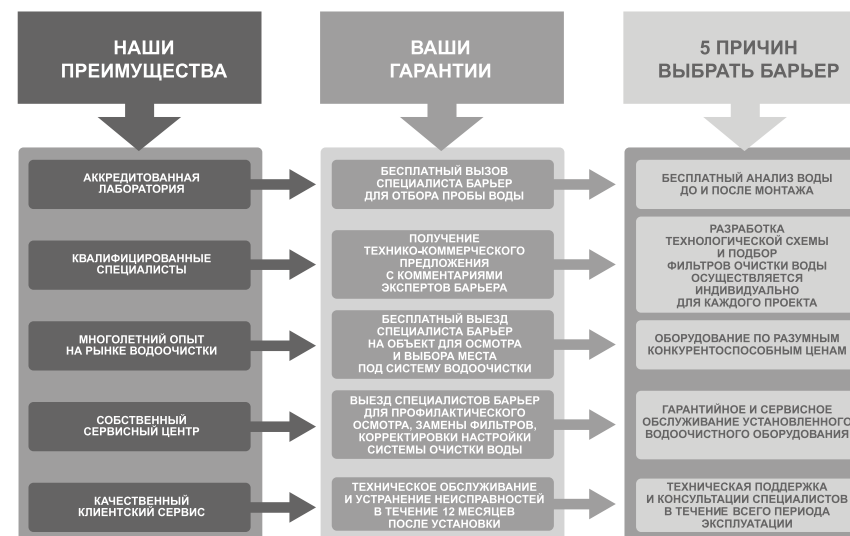 НАШИ
ПРЕИМУЩЕСТВА
ВАШИ
ГАРАНТИИ
5 ПРИЧИН
ВЫБРАТЬ БАРЬЕР
АККРЕДИТОВАННАЯ
ЛАБОРАТОРИЯ
БЕСПЛАТНЫЙ ВЫЗОВ
СПЕЦИАЛИСТА БАРЬЕР
ДЛЯ ОТБОРА ПРОБЫ ВОДЫ
БЕСПЛАТНЫЙ АНАЛИЗ ВОДЫ
ДО И ПОСЛЕ МОНТАЖА
КВАЛИФИЦИРОВАННЫЕ
СПЕЦИАЛИСТЫ
ПОЛУЧЕНИЕ
ТЕХНИКО-КОММЕРЧЕСКОГО
ПРЕДЛОЖЕНИЯ
С КОММЕНТАРИЯМИ
ЭКСПЕРТОВ БАРЬЕРА
РАЗРАБОТКА
ТЕХНОЛОГИЧЕСКОЙ СХЕМЫ
И ПОДБОР
ФИЛЬТРОВ ОЧИСТКИ ВОДЫ
ОСУЩЕСТВЛЯЕТСЯ
ИНДИВИДУАЛЬНО
ДЛЯ КАЖДОГО ПРОЕКТА
МНОГОЛЕТНИЙ ОПЫТ
НА РЫНКЕ ВОДООЧИСТКИ
БЕСПЛАТНЫЙ ВЫЕЗД
СПЕЦИАЛИСТА БАРЬЕР
НА ОБЪЕКТ ДЛЯ ОСМОТРА
И ВЫБОРА МЕСТА
ПОД СИСТЕМУ ВОДООЧИСТКИ
ОБОРУДОВАНИЕ ПО РАЗУМНЫМ
КОНКУРЕНТОСПОСОБНЫМ ЦЕНАМ
СОБСТВЕННЫЙ
СЕРВИСНЫЙ ЦЕНТР
ВЫЕЗД СПЕЦИАЛИСТОВ БАРЬЕР
ДЛЯ ПРОФИЛАКТИЧЕСКОГО
ОСМОТРА, ЗАМЕНЫ ФИЛЬТРОВ,
КОРРЕКТИРОВКИ НАСТРОЙКИ
СИСТЕМЫ ОЧИСТКИ ВОДЫ
ГАРАНТИЙНОЕ И СЕРВИСНОЕ
ОБСЛУЖИВАНИЕ УСТАНОВЛЕННОГО
ВОДООЧИСТНОГО ОБОРУДОВАНИЯ
КАЧЕСТВЕННЫЙ
КЛИЕНТСКИЙ СЕРВИС
ТЕХНИЧЕСКОЕ ОБСЛУЖИВАНИЕ
И УСТРАНЕНИЕ НЕИСПРАВНОСТЕЙ
В ТЕЧЕНИЕ 12 МЕСЯЦЕВ
ПОСЛЕ УСТАНОВКИ
ТЕХНИЧЕСКАЯ ПОДДЕРЖКА
И КОНСУЛЬТАЦИИ СПЕЦИАЛИСТОВ
В ТЕЧЕНИЕ ВСЕГО ПЕРИОДА
ЭКСПЛУАТАЦИИ